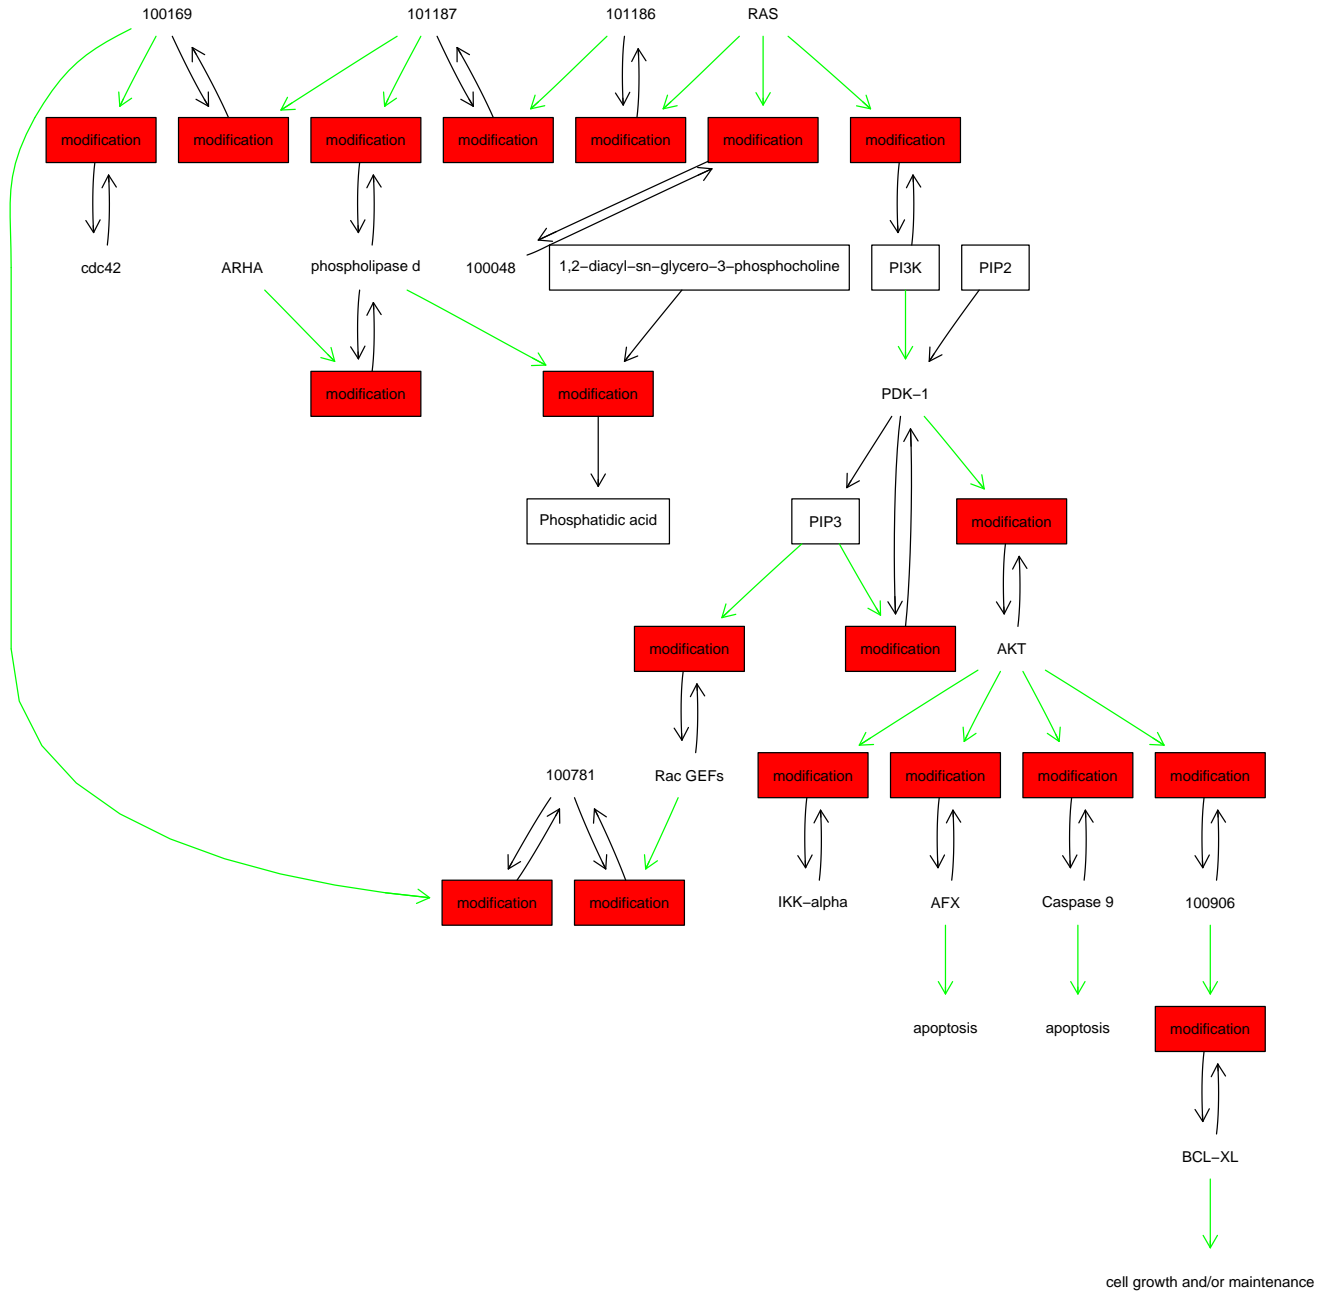 100169
101187
101186
RAS
modification
modification
modification
modification
modification
modification
modification
cdc42
ARHA
phospholipase d
100048
1,2−diacyl−sn−glycero−3−phosphocholine
PI3K
PIP2
modification
modification
PDK−1
Phosphatidic acid
PIP3
modification
modification
modification
AKT
100781
Rac GEFs
modification
modification
modification
modification
modification
modification
IKK−alpha
AFX
Caspase 9
100906
apoptosis
apoptosis
modification
BCL−XL
cell growth and/or maintenance